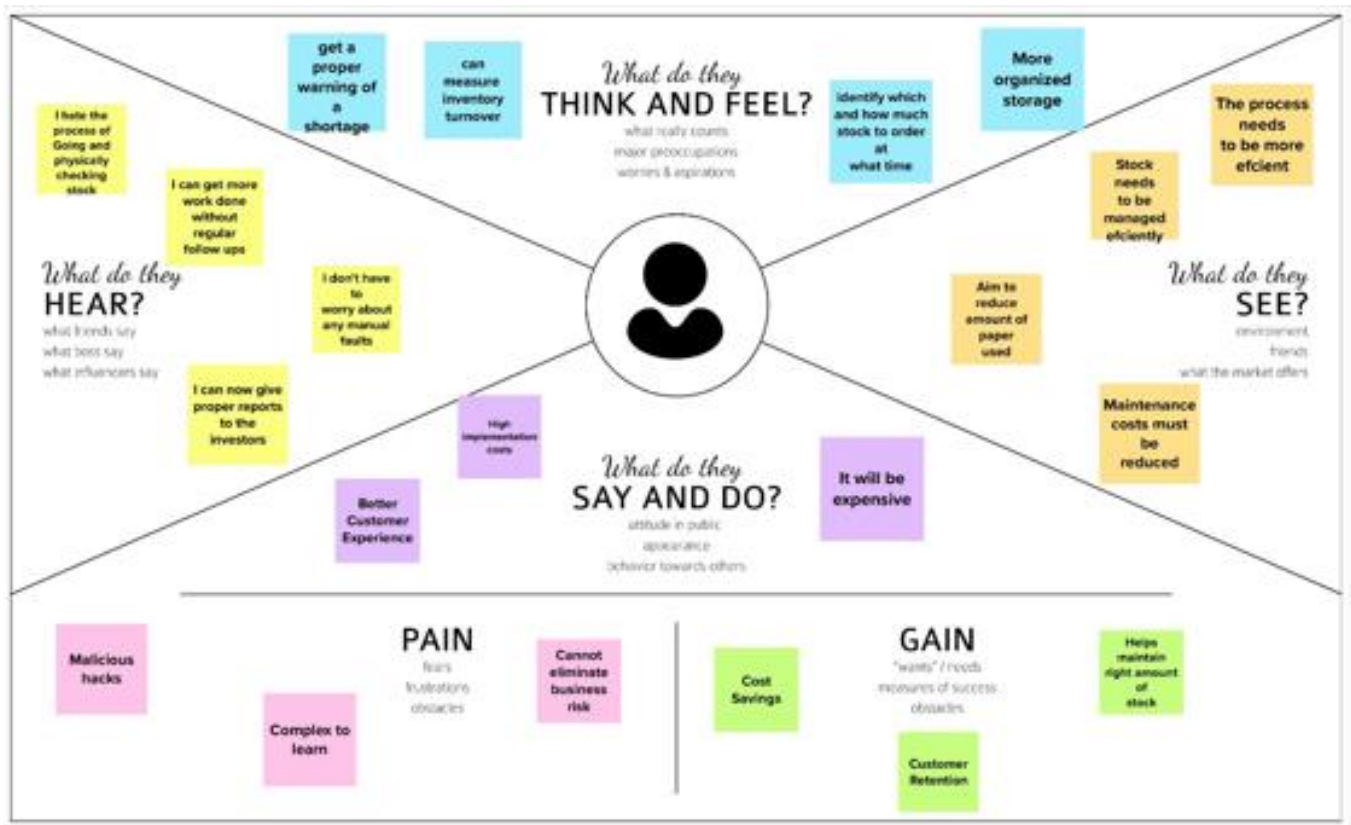 get a
proper
warning of
a
shortage
can
measure
inventory
turnover
What do they
THINK AND FEEL?
what really counts
major preoccupations
worries & aspirations
identify which
and how much
stock to order
at
what time
More
organized
storage
I hate the
process of
Going and
physically
checking
stock
I can get more
work done
without
regular
follow ups
What do they
HEAR?
what friends say
what boss say
what influencers say
I don't have
to
worry about
any manual
faults
I can now give
proper reports
to the
investors
The process
needs
to be more
efcient
Stock
needs
to be
managed
efciently
What do they
SEE?
environment
friends
what the market offers
Aim to
reduce
amount of
paper
used
Maintenance
costs must
be
reduced
High
implementation
costs
Better
Customer
Experience
What do they
SAY AND DO?
attitude in public
appearance
behavior towards others
It will be
expensive
Malicious
hacks
Complex to
learn
PAIN
fears
frustrations
obstacles
Cannot
eliminate
business
risk
Cost
Savings
GAIN
"wants" / needs
measures of success
obstacles
Customer
Retention
Helps
maintain
right amount
of
stock